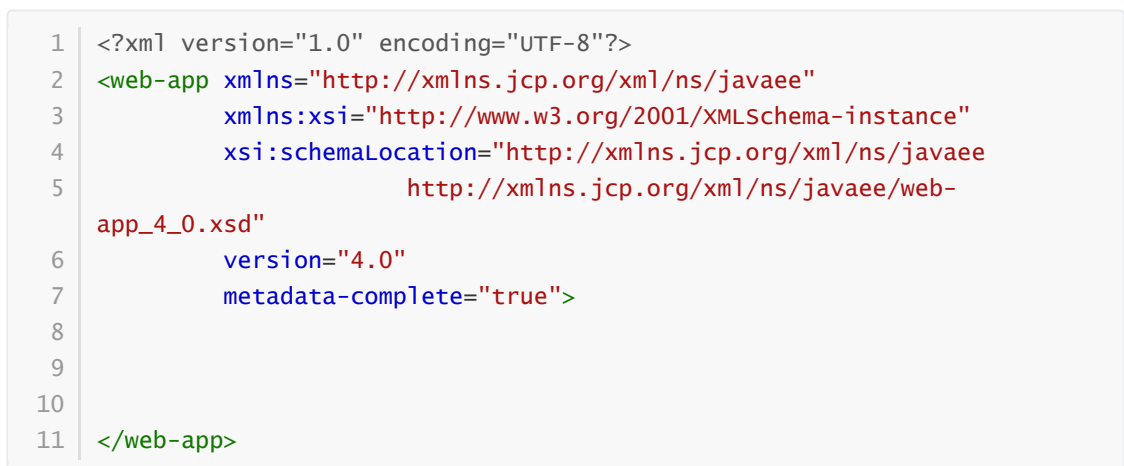 1 <?xml version="1.0" encoding="UTF-8"?>
2 <web-app xmlns="http://xmlns.jcp.org/xml/ns/javaee"
3 xmlns:xsi="http://www.w3.org/2001/XMLSchema-instance"
4 xsi:schemaLocation="http://xmlns.jcp.org/xml/ns/javaee
5 http://xmlns.jcp.org/xml/ns/javaee/web-
app_4_0.xsd"
6 version="4.0"
7 metadata-complete="true">
8
9
10
11 </web-app>